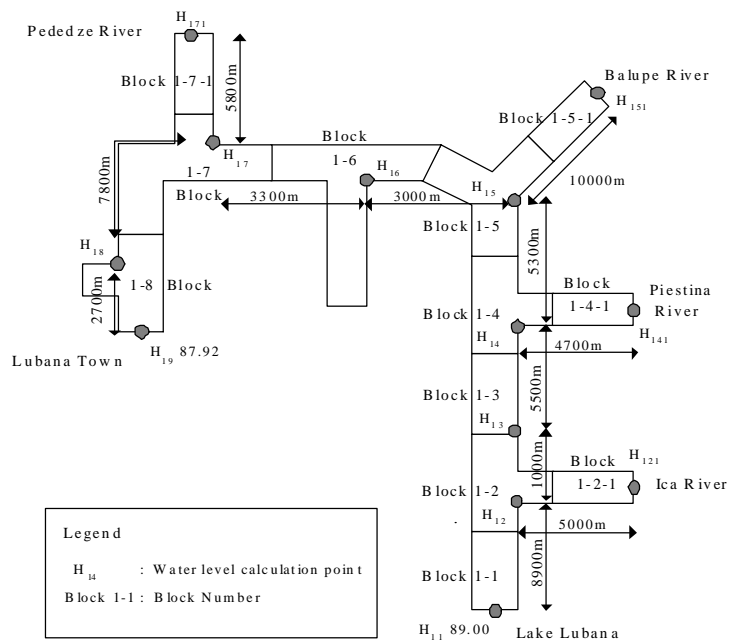 H171
Pededze River
Block 1-7-1
5800m
Balupe River
H151
Block 1-5-1
10000m
Block
1-6
H17
H16
H15
7800m
1-7
Block
3300m
3000m
Block 1-5
5300m
H18
1-8 Block
2700m
Block
1-4-1
Piestina
River
H141
Block 1-4
H14
4700m
Lubana Town
H19 87.92
Block 1-3
5500m
H13
H121
Block
1-2-1
Ica River
1000m
Block 1-2
H12
5000m
Block 1-1
8900m
H11 89.00
Lake Lubana
Legend
H14 : Water level calculation point
Block 1-1 : Block Number